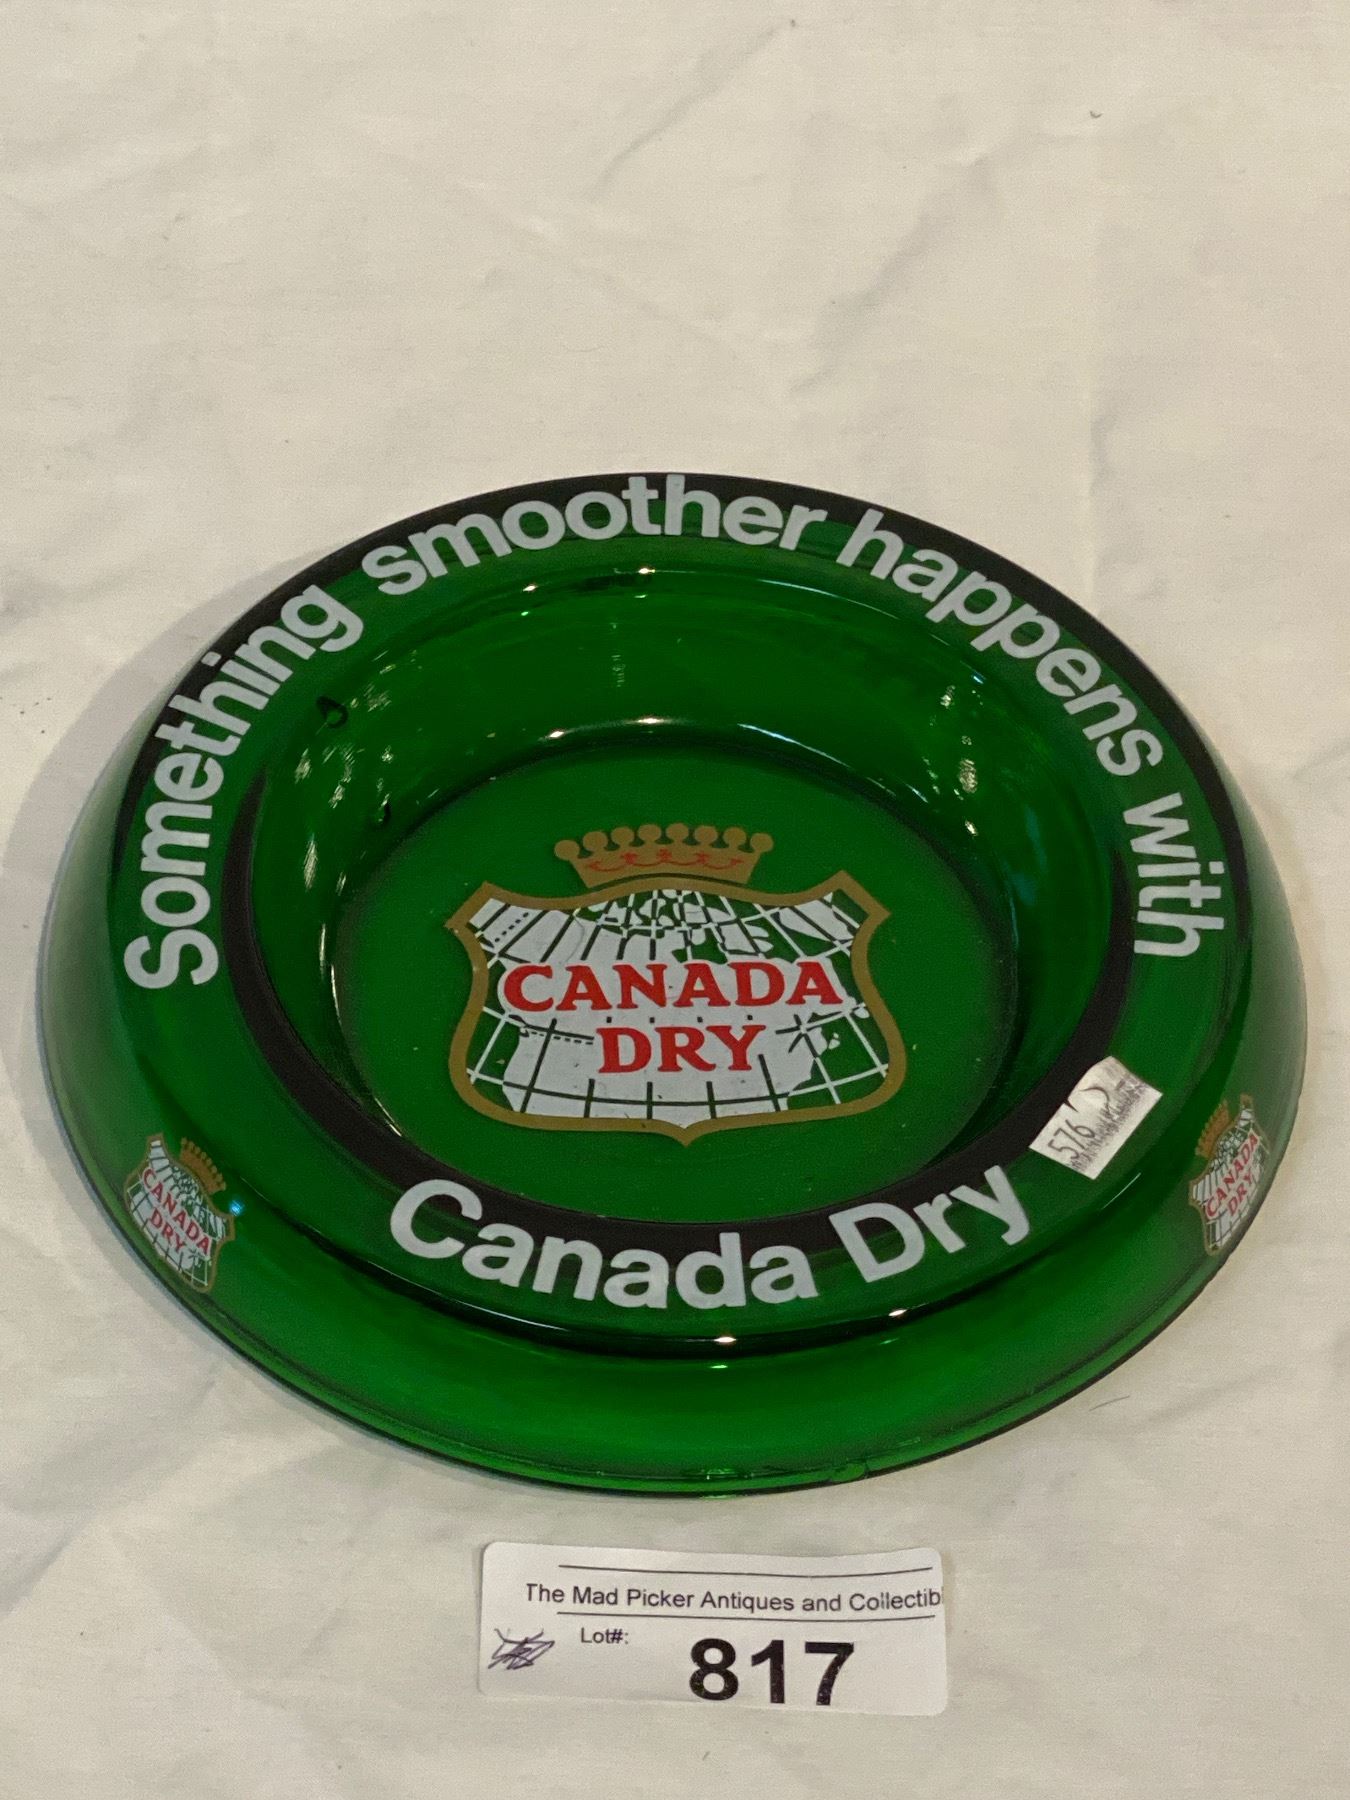 Something smoother happens with
CANADA
DRY
Canada Dry
576
CANADA
DRY
CANADA
DRY
The Mad Picker Antiques and Collectib
Lot#:
817